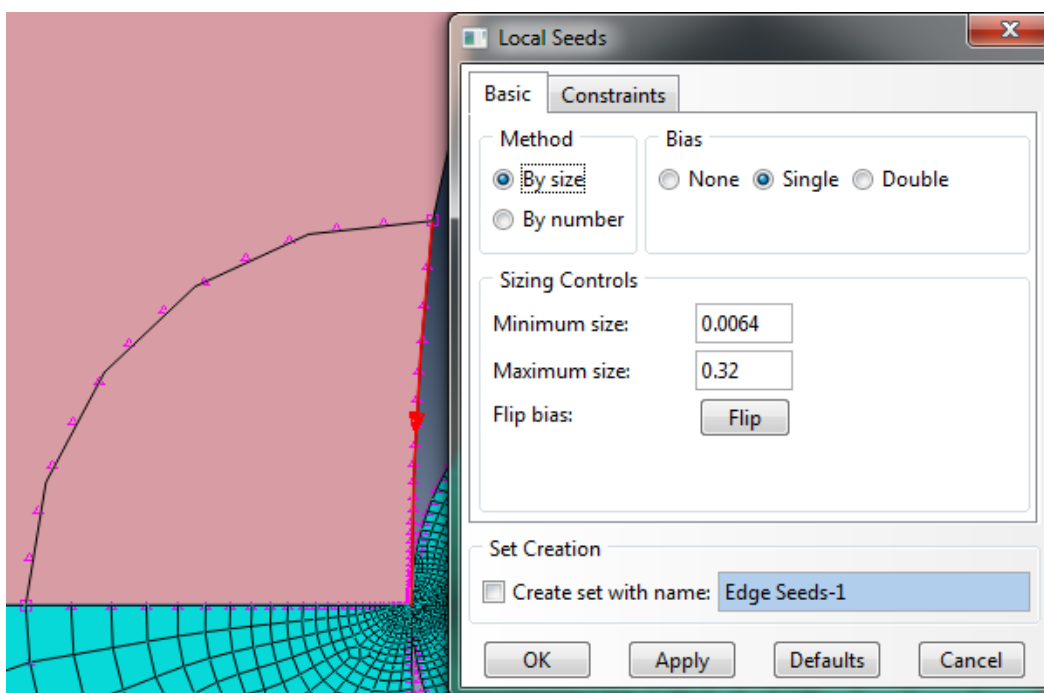 Local Seeds
Basic Constraints
Method
By size
By number
Bias
None Single Double
Sizing Controls
Minimum size: 0.0064
Maximum size: 0.32
Flip bias: Flip
Set Creation
Create set with name: Edge Seeds-1
OK Apply Defaults Cancel